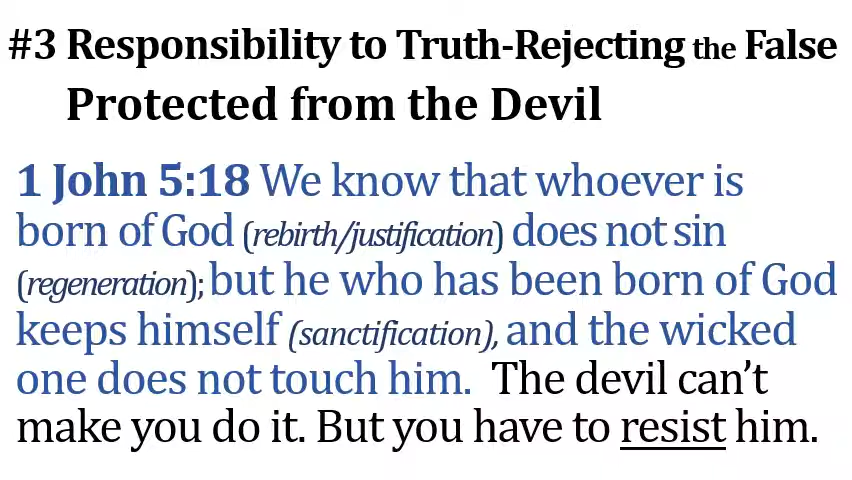 #3 Responsibility to Truth-Rejecting the False
Protected from the Devil
1 John 5:18 We know that whoever is
born of God (rebirth/justification) does not sin
(regeneration); but he who has been born of God
keeps himself (sanctification), and the wicked
one does not touch him. The devil can’t
make you do it. But you have to resist him.